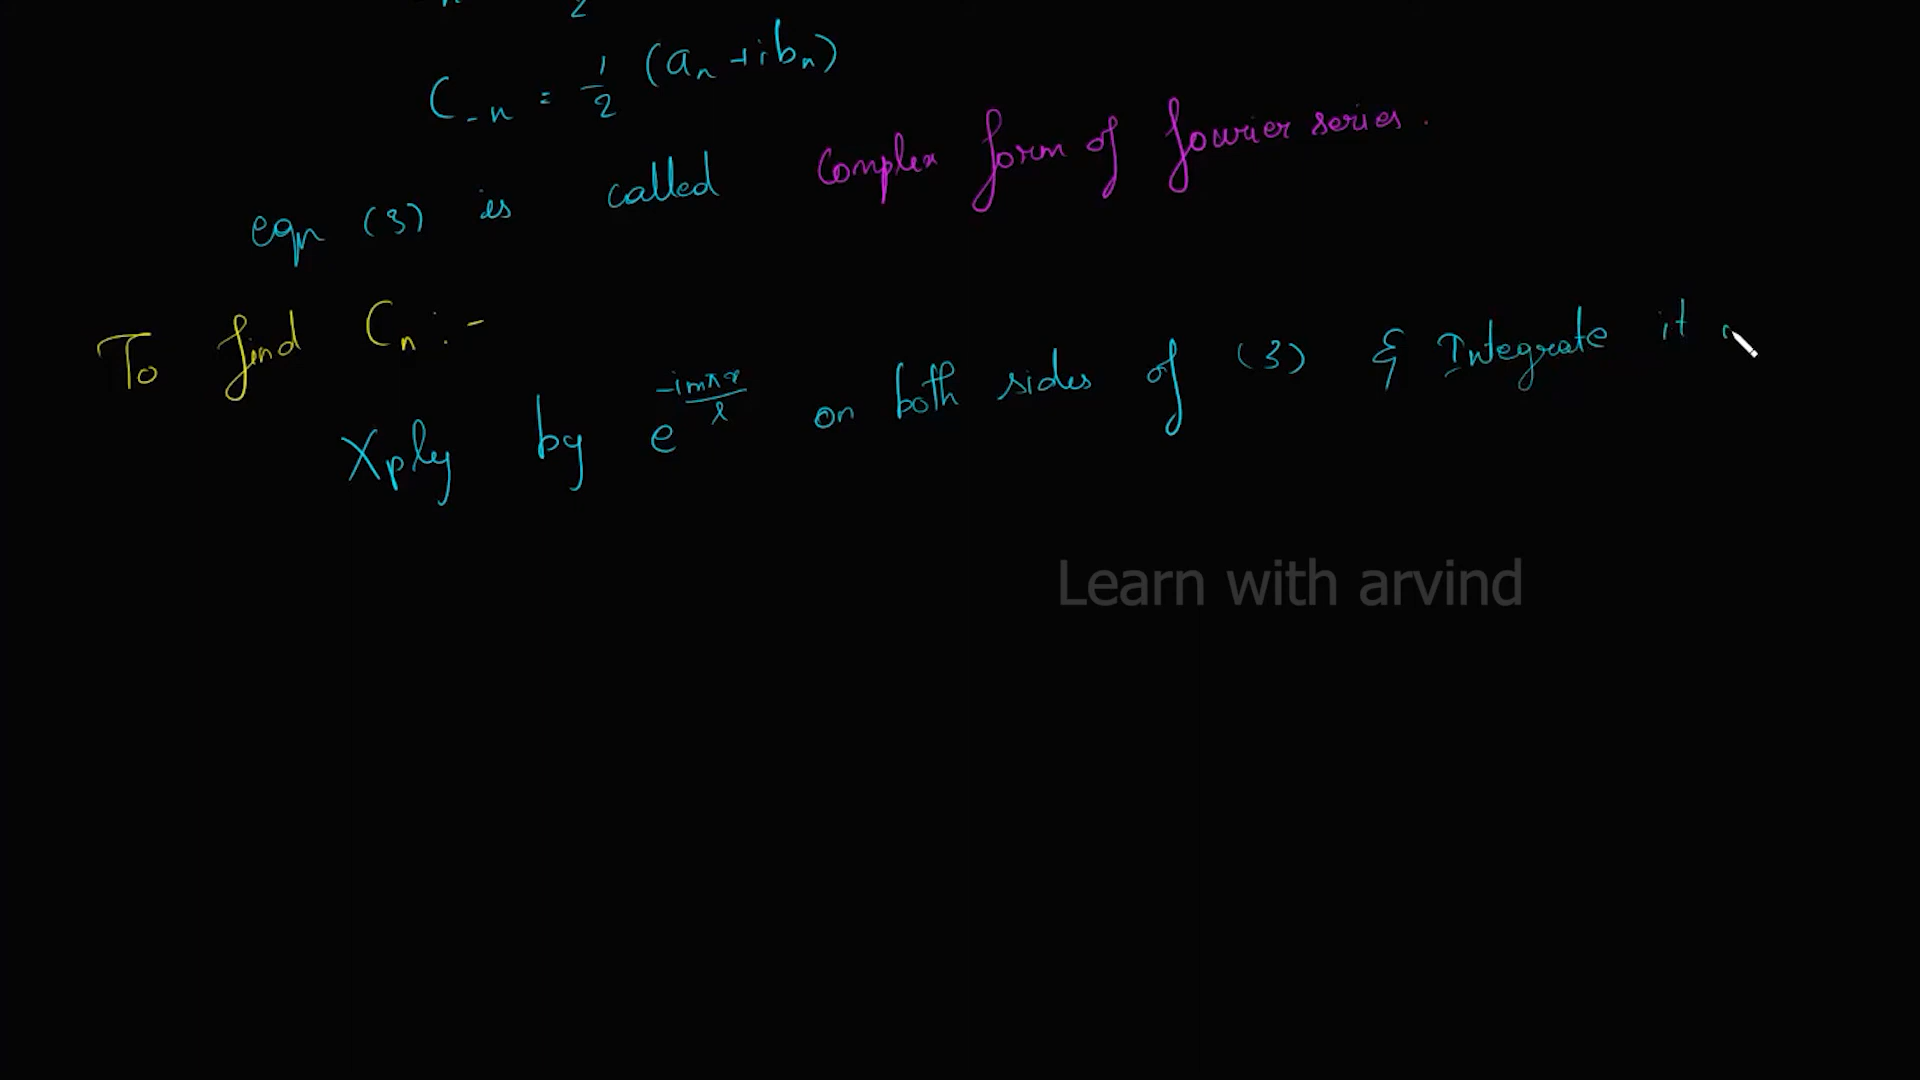 C₋ₙ = 1/2 (aₙ + ibₙ)
eqn (3) is called Complex form of fourier series.
To find Cₙ :-
Xply by e^(-imπx/l) on both sides of (3) & Integrate it
Learn with arvind